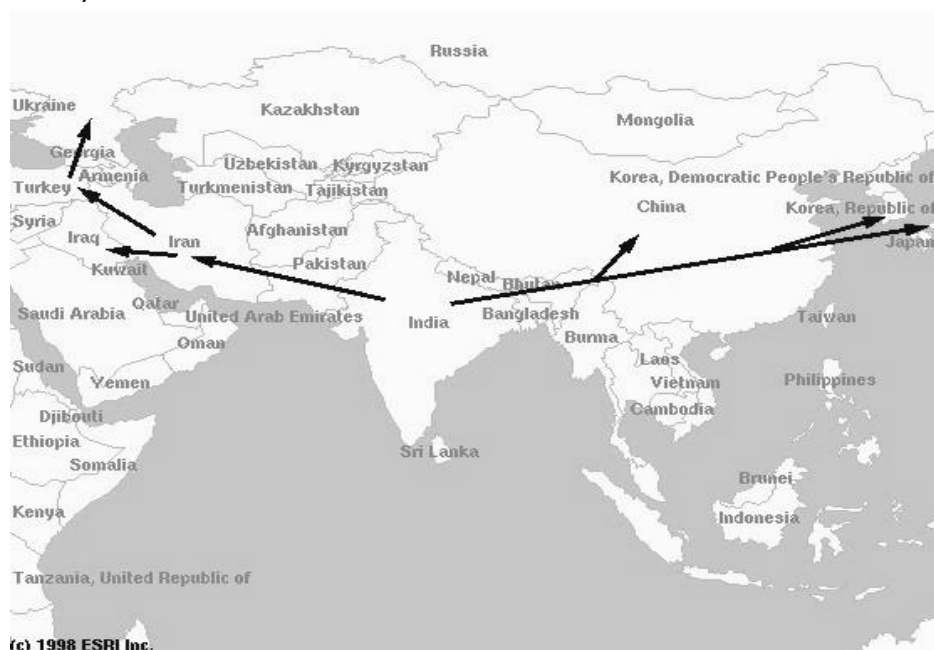 Russia
Ukraine
Kazakhstan
Mongolia
Georgia
Uzbekistan
Kyrgyzstan
Armenia
Turkey
Turkmenistan
Tajikistan
Korea, Democratic People's Republic of
China
Korea, Republic of
Syria
Iraq
Iran
Afghanistan
Japan
Kuwait
Pakistan
Nepal
Bhutan
Qatar
Saudi Arabia
United Arab Emirates
India
Bangladesh
Taiwan
Oman
Burma
Sudan
Laos
Yemen
Vietnam
Philippines
Djibouti
Cambodia
Ethiopia
Sri Lanka
Somalia
Brunei
Kenya
Indonesia
Tanzania, United Republic of
(c) 1998 ESRI Inc.